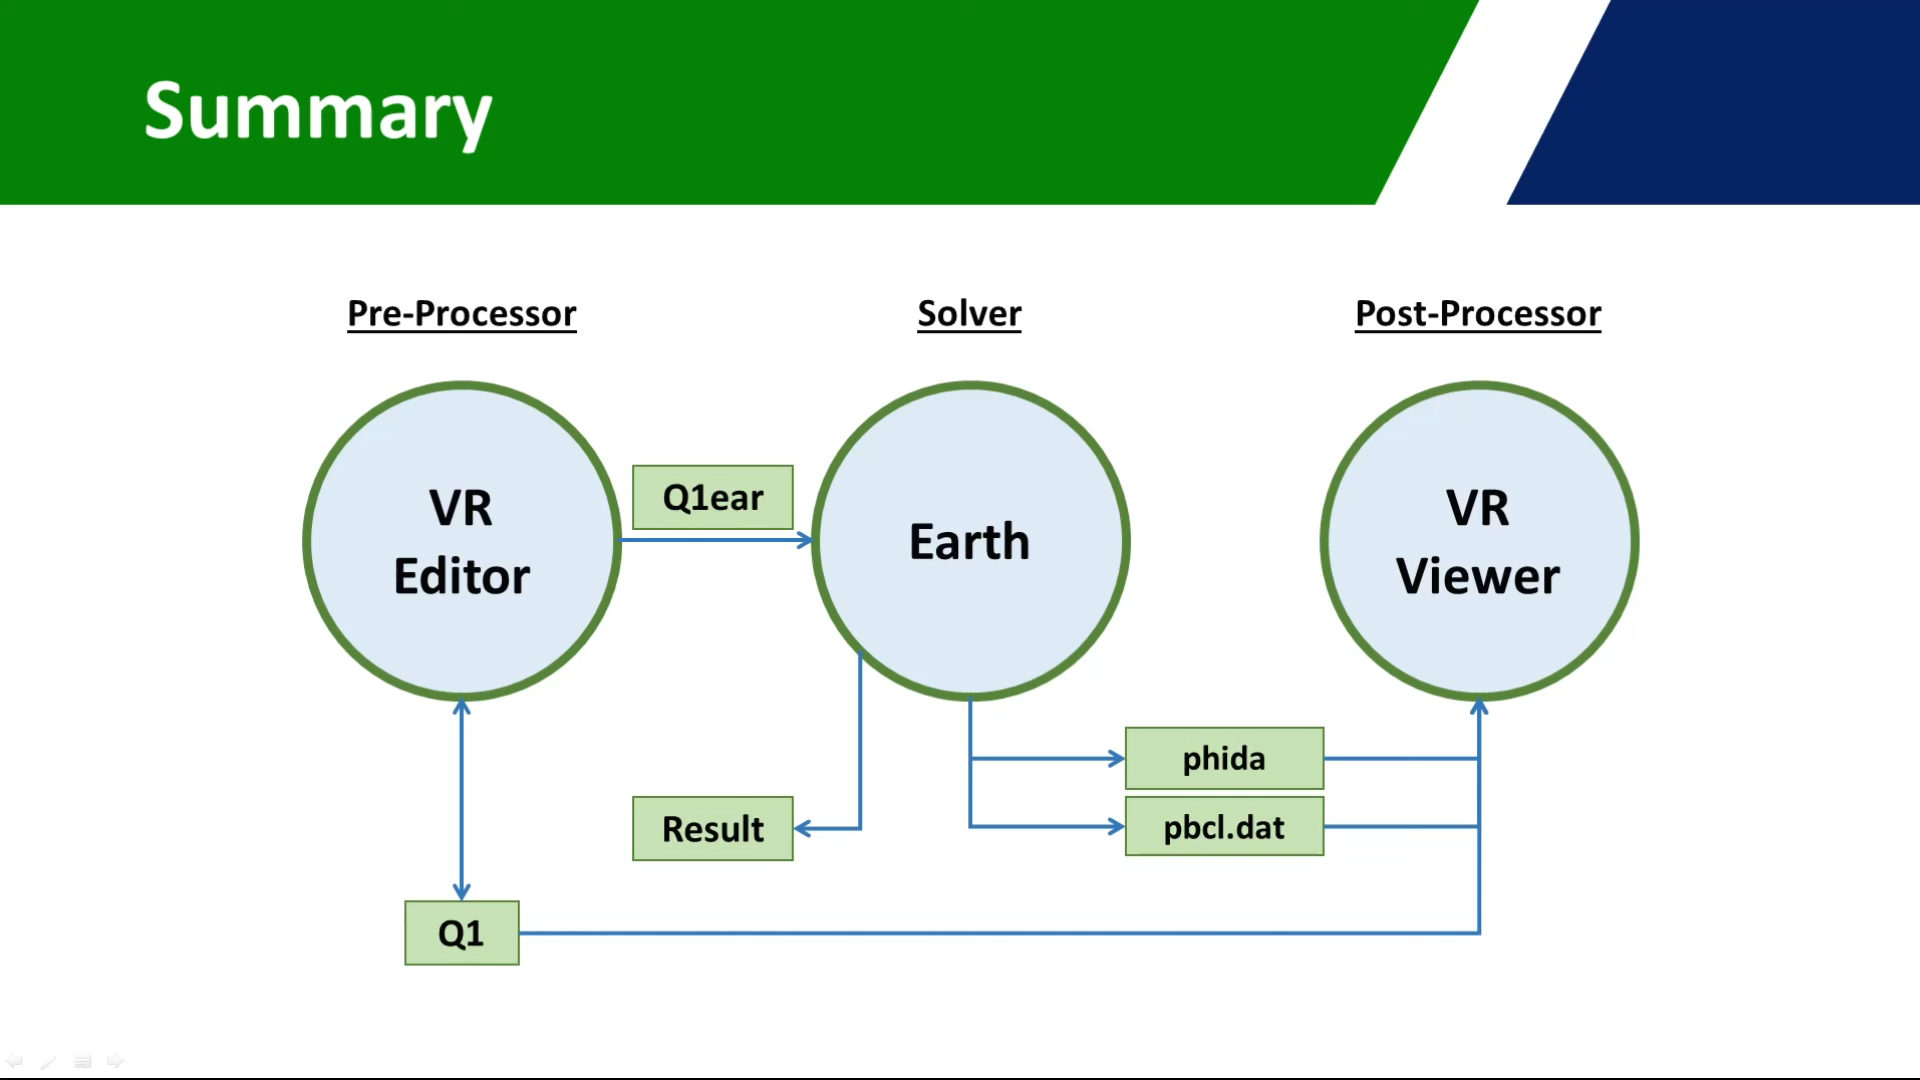 Summary
Pre-Processor
Solver
Post-Processor
VR
Editor
Q1ear
Earth
VR
Viewer
phida
Result
pbcl.dat
Q1